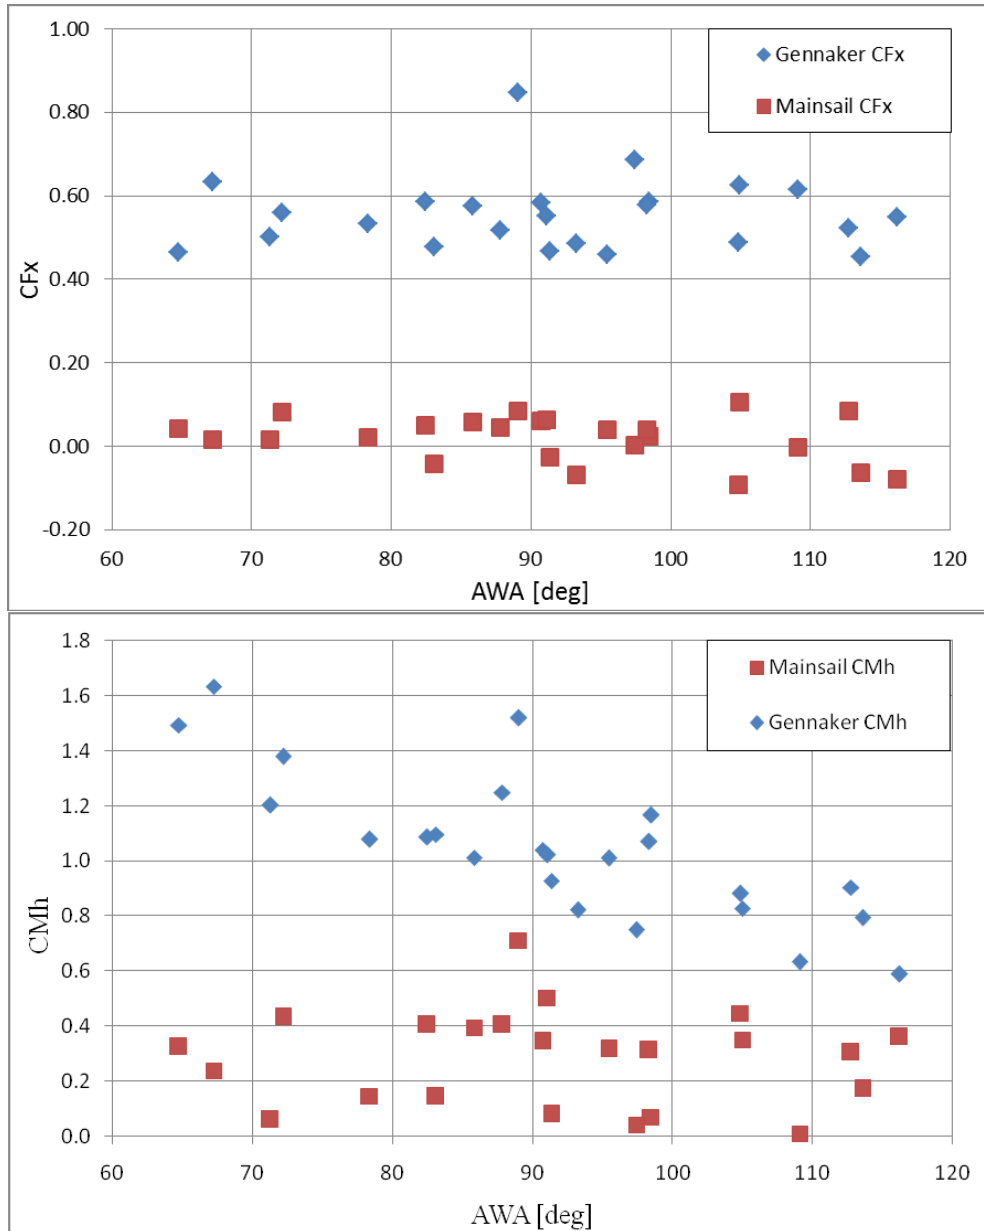 1.00
0.80
0.60
0.40
0.20
0.00
-0.20
CFx
Gennaker CFx
Mainsail CFx
60 70 80 90 100 110 120
AWA [deg]
1.8
1.6
1.4
1.2
1.0
0.8
0.6
0.4
0.2
0.0
CMh
Mainsail CMh
Gennaker CMh
60 70 80 90 100 110 120
AWA [deg]